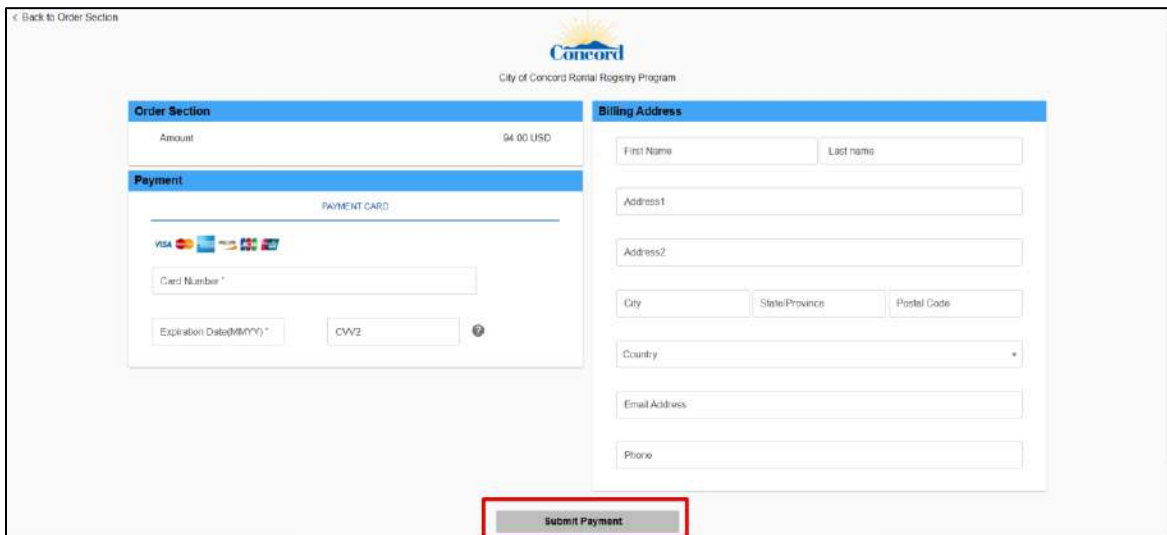 < Back to Order Section
Concord
City of Concord Rental Registry Program
Order Section
Amount 94.00 USD
Payment
PAYMENT CARD
VISA
Card Number *
Expiration Date(MMYY) * CVV2 ?
Billing Address
First Name Last name
Address1
Address2
City State/Province Postal Code
Country
Email Address
Phone
Submit Payment